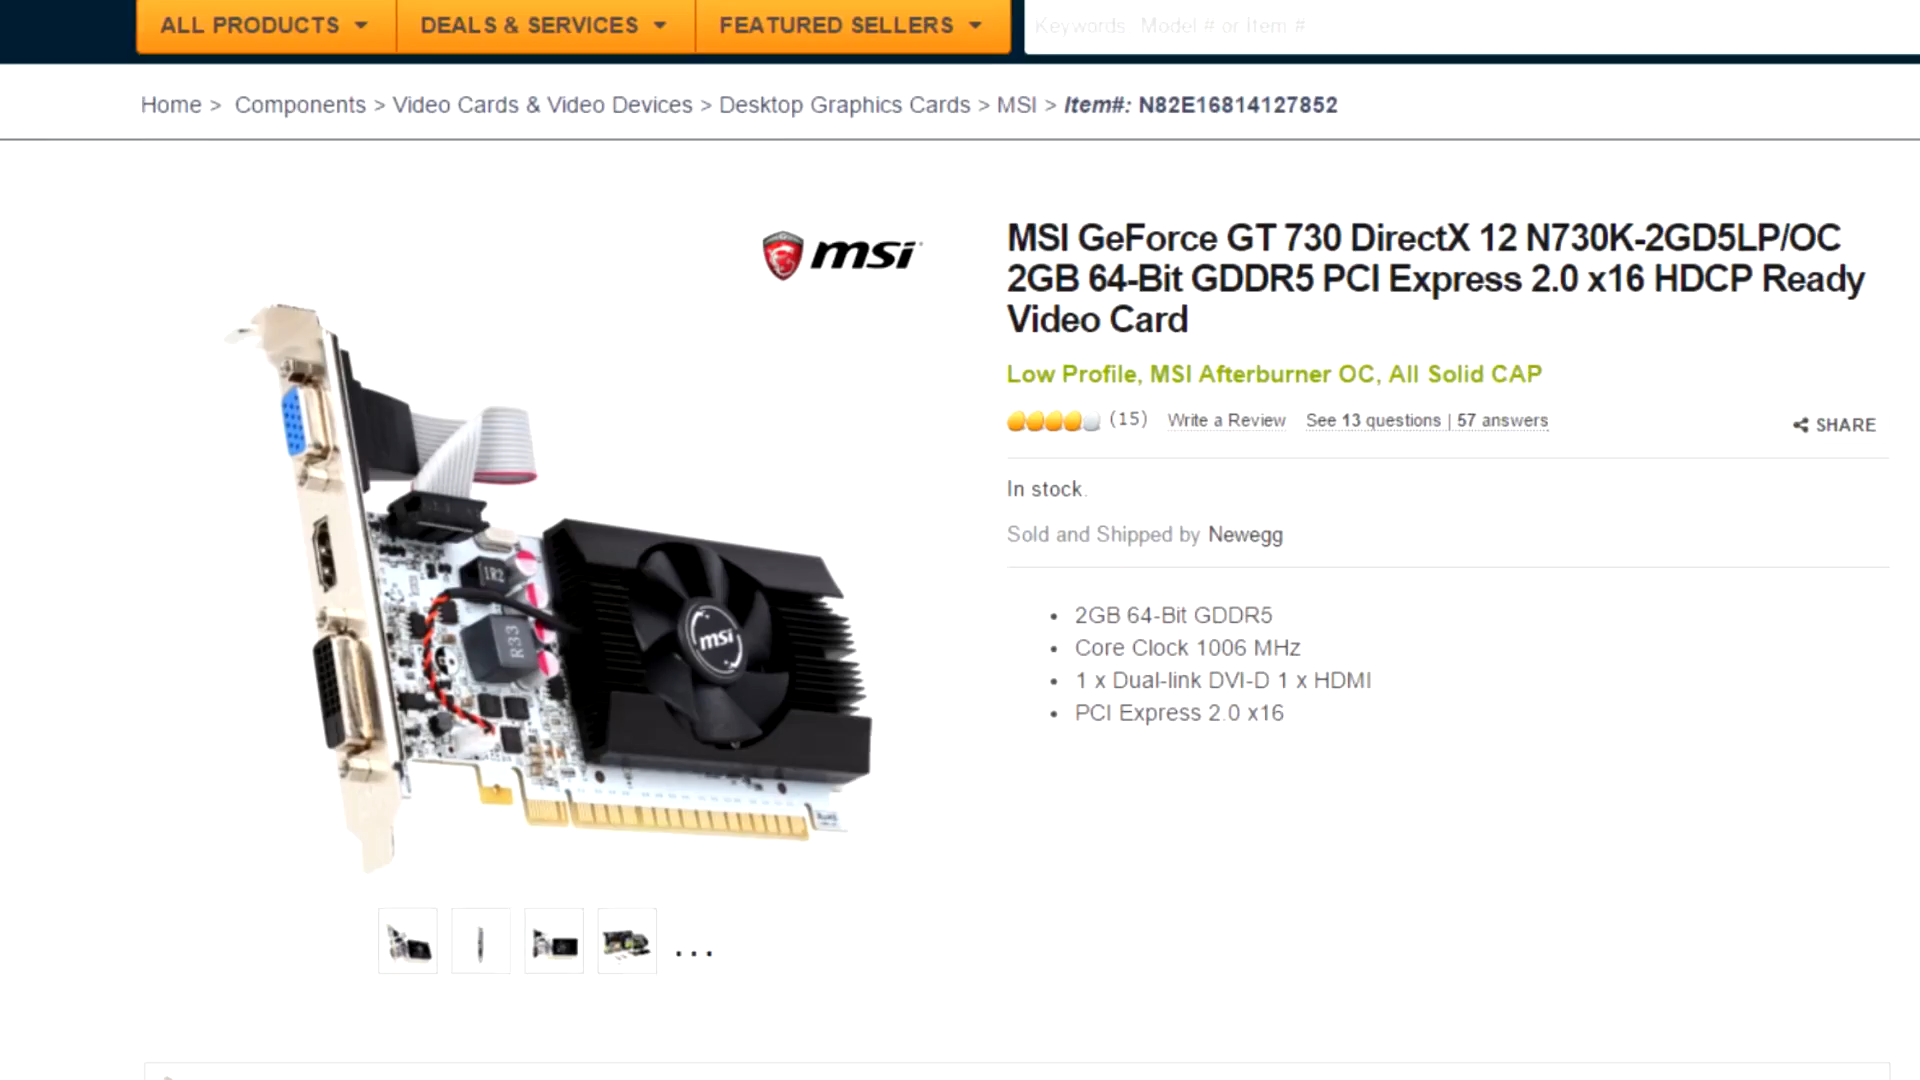 ALL PRODUCTS
DEALS & SERVICES
FEATURED SELLERS
Keywords Model # or Item #
Home > Components > Video Cards & Video Devices > Desktop Graphics Cards > MSI > Item#: N82E16814127852
msi
MSI GeForce GT 730 DirectX 12 N730K-2GD5LP/OC
2GB 64-Bit GDDR5 PCI Express 2.0 x16 HDCP Ready
Video Card
Low Profile, MSI Afterburner OC, All Solid CAP
(15) Write a Review See 13 questions | 57 answers
SHARE
In stock.
Sold and Shipped by Newegg
1R2
R33
msi
• 2GB 64-Bit GDDR5
• Core Clock 1006 MHz
• 1 x Dual-link DVI-D 1 x HDMI
• PCI Express 2.0 x16
...